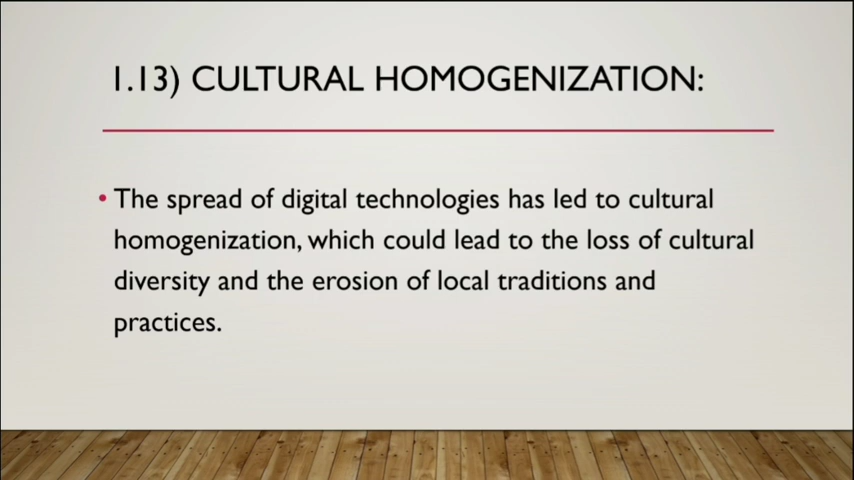 1.13) CULTURAL HOMOGENIZATION:
• The spread of digital technologies has led to cultural
homogenization, which could lead to the loss of cultural
diversity and the erosion of local traditions and
practices.